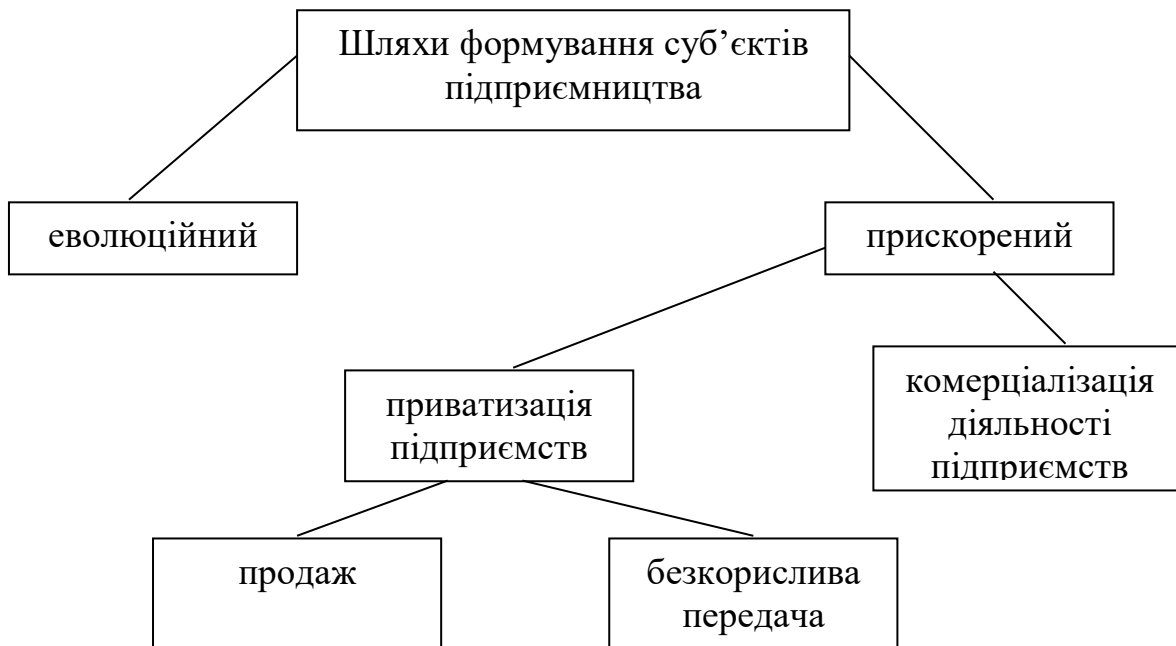 Шляхи формування суб’єктів
підприємництва
еволюційний
прискорений
приватизація
підприємств
комерціалізація
діяльності
підприємств
продаж
безкорислива
передача